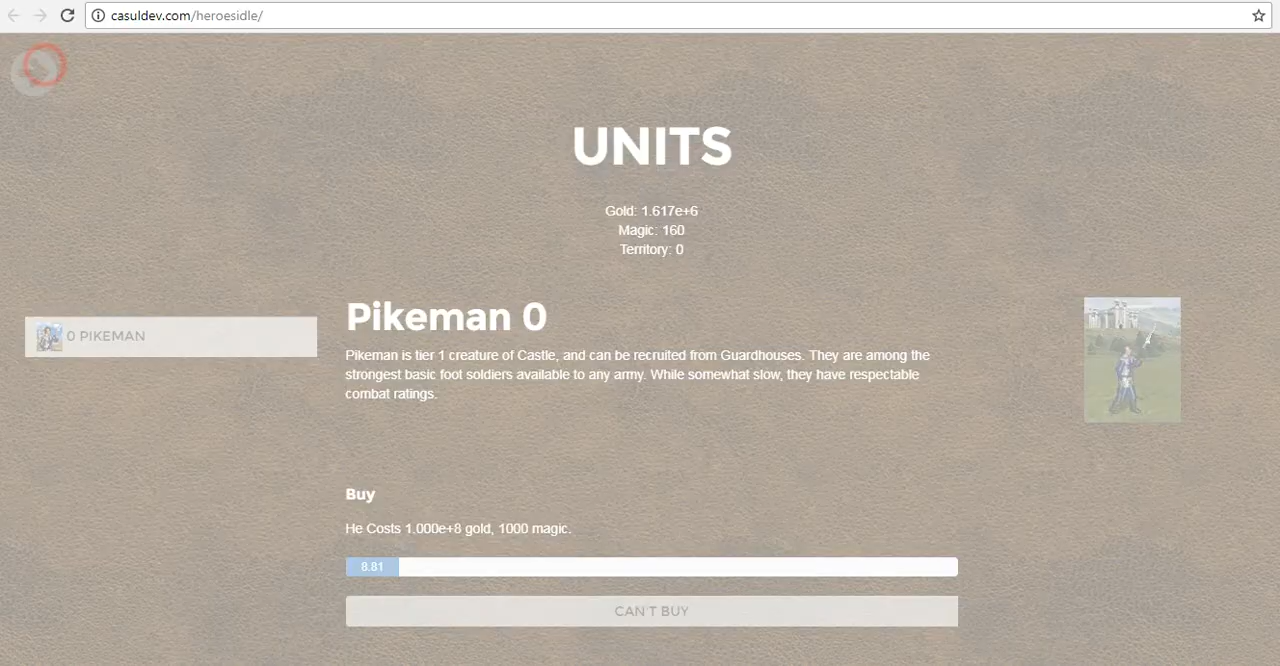 casuldev.com/heroesidle/
UNITS
Gold: 1.617e+6
Magic: 160
Territory: 0
0 PIKEMAN
Pikeman 0
Pikeman is tier 1 creature of Castle, and can be recruited from Guardhouses. They are among the
strongest basic foot soldiers available to any army. While somewhat slow, they have respectable
combat ratings.
Buy
He Costs 1.000e+8 gold, 1000 magic.
8.81
CAN'T BUY